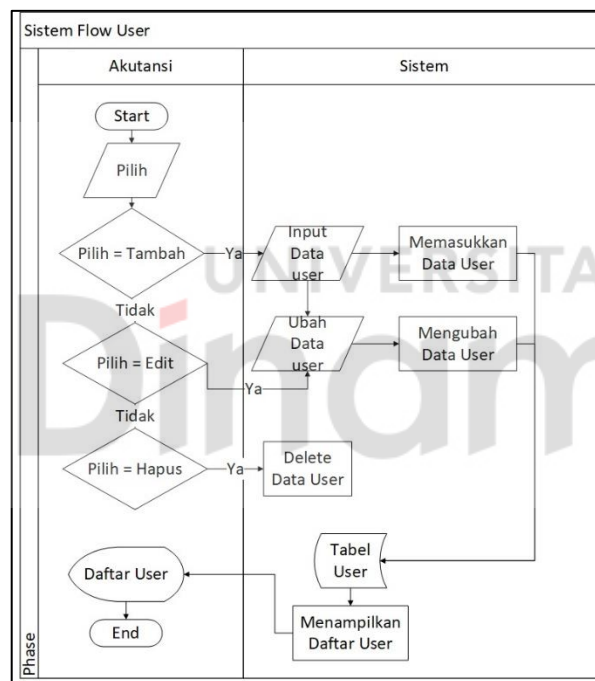 Sistem Flow User
Akutansi
Sistem
Start
Pilih
Pilih = Tambah
Ya
Input
Data
user
Memasukkan
Data User
UNIVERSITA
Dinam
Tidak
Pilih = Edit
Ya
Ubah
Data
user
Mengubah
Data User
Tidak
Pilih = Hapus
Ya
Delete
Data User
Tabel
User
Daftar User
Menampilkan
Daftar User
End
Phase